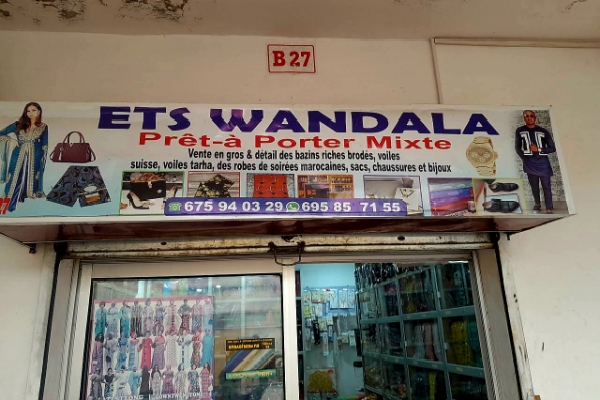 B 27
ETS WANDALA
Prêt-à Porter Mixte
Vente en gros & détail des bazins riches brodés, voiles
suisse, voiles tarha, des robes de soirées marocaines, sacs, chaussures et bijoux
675 94 03 29 695 85 71 55